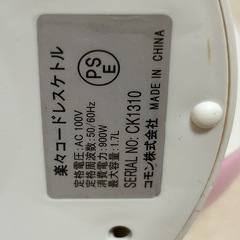 楽々コードレスケトル
定格電圧:AC 100V
定格周波数:50/60Hz
消費電力:900W
最大容量:1.7L
PS
E
SERIAL NO: CK1310
コモン株式会社 MADE IN CHINA